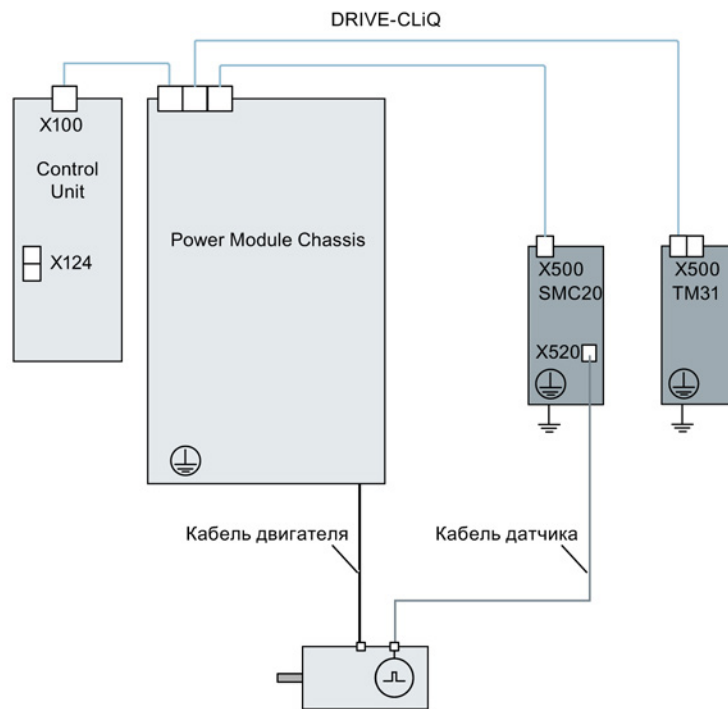 DRIVE-CLiQ
X100
Control
Unit
X124
Power Module Chassis
X500
SMC20
X520
X500
TM31
Кабель двигателя
Кабель датчика